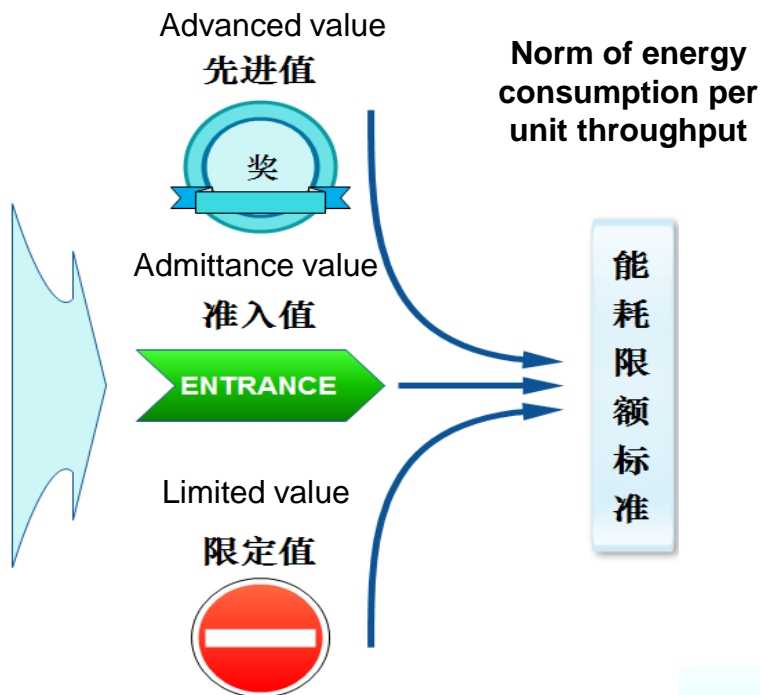 Advanced value
先进值
奖
Norm of energy
consumption per
unit throughput
Admittance value
准入值
ENTRANCE
Limited value
限定值
能
耗
限
额
标
准